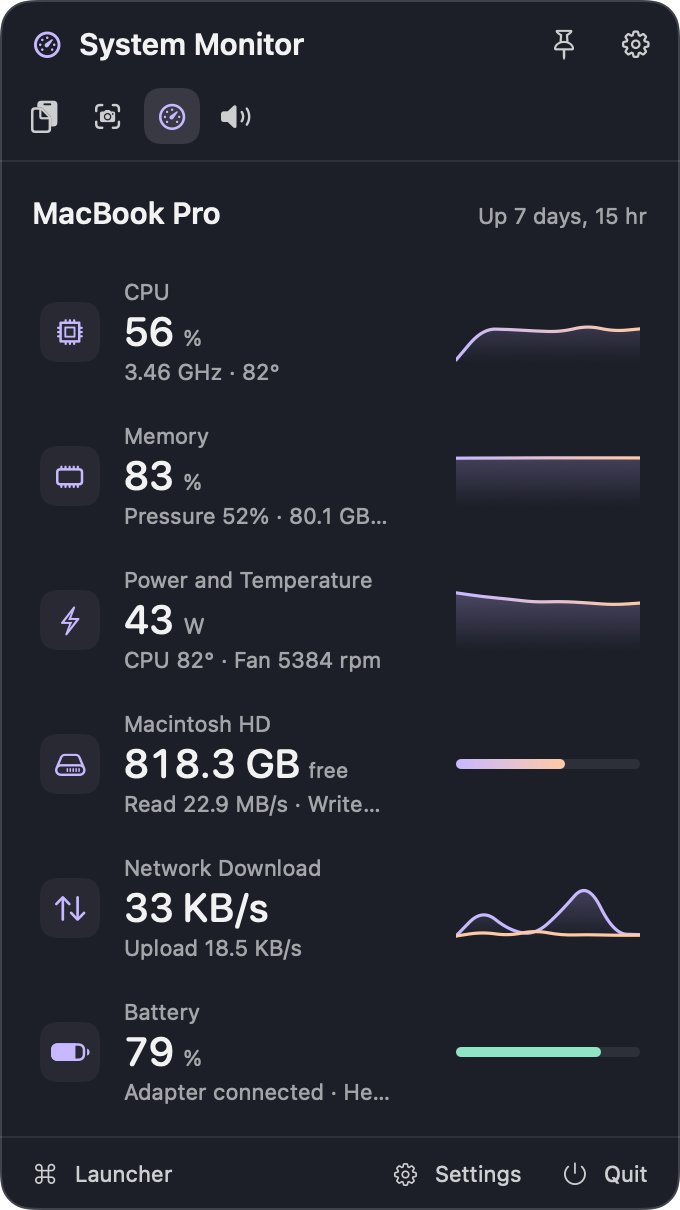 System Monitor
MacBook Pro
Up 7 days, 15 hr
CPU
56 %
3.46 GHz · 82°
Memory
83 %
Pressure 52% · 80.1 GB...
Power and Temperature
43 W
CPU 82° · Fan 5384 rpm
Macintosh HD
818.3 GB free
Read 22.9 MB/s · Write...
Network Download
33 KB/s
Upload 18.5 KB/s
Battery
79 %
Adapter connected · He...
Launcher
Settings
Quit